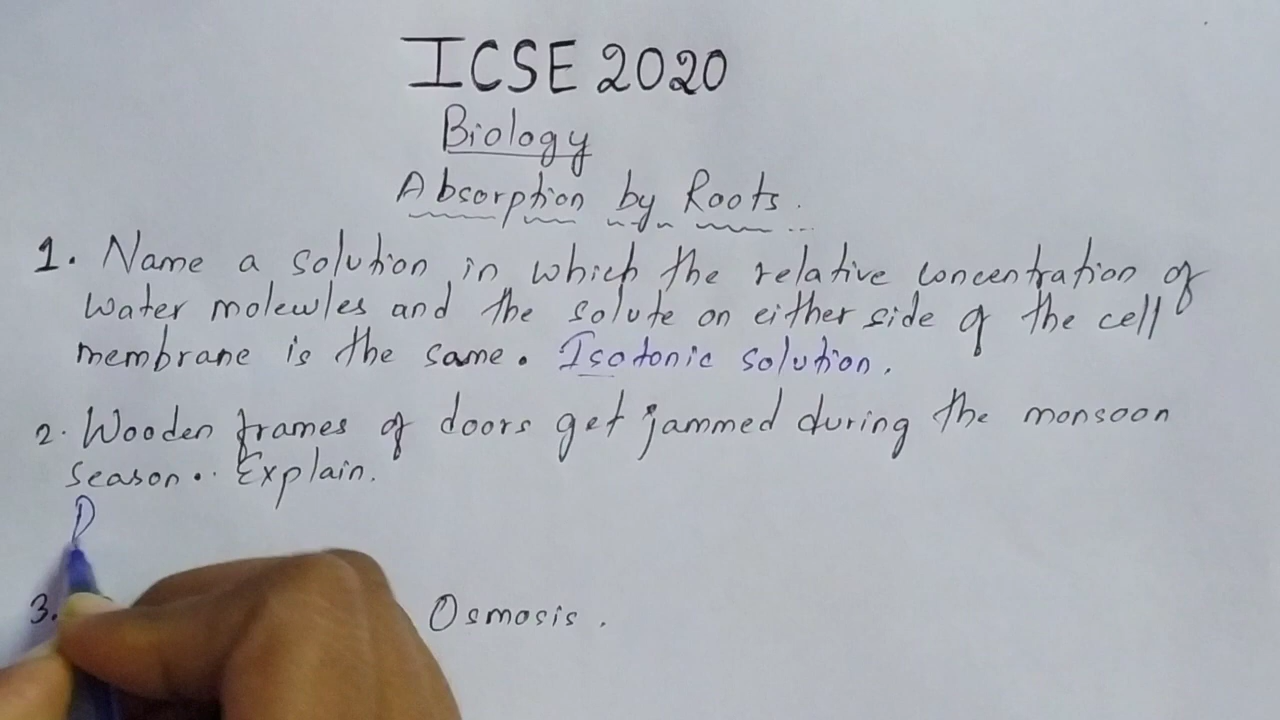 ICSE 2020
Biology
Absorption by Roots.
1. Name a solution in which the relative concentration of
water molecules and the solute on either side of the cell
membrane is the same. Isotonic solution.
2. Wooden frames of doors get jammed during the monsoon
season. Explain.
D
3. Osmosis.